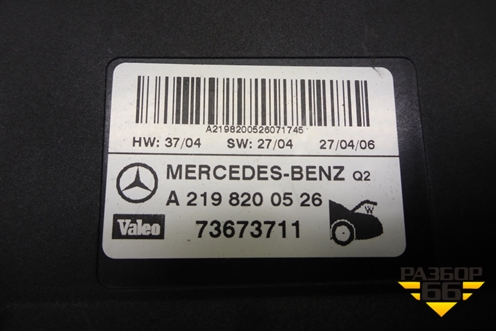 A2198200526071745
HW: 37/04 SW: 27/04 27/04/06
MERCEDES-BENZ Q2
A 219 820 05 26
Valeo 73673711
W
РАЗБОР
66